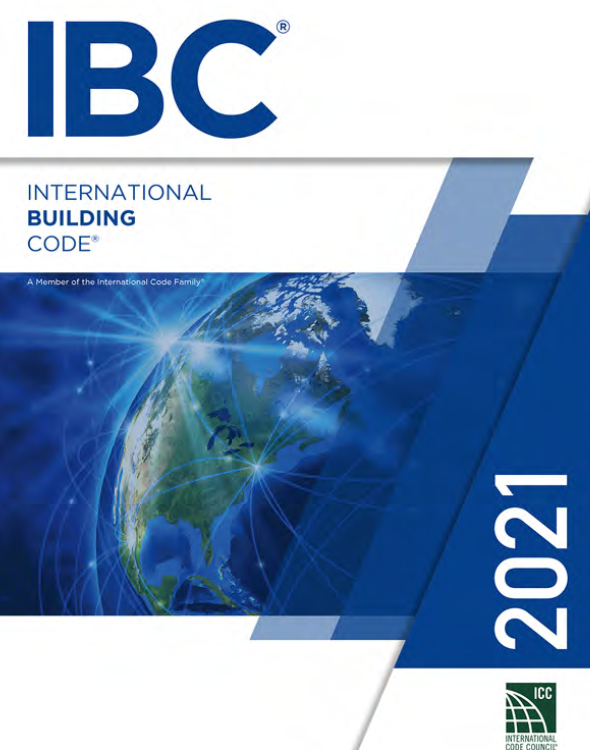 IBC®
INTERNATIONAL
BUILDING
CODE®
A Member of the International Code Family®
2021
ICC
INTERNATIONAL
CODE COUNCIL®